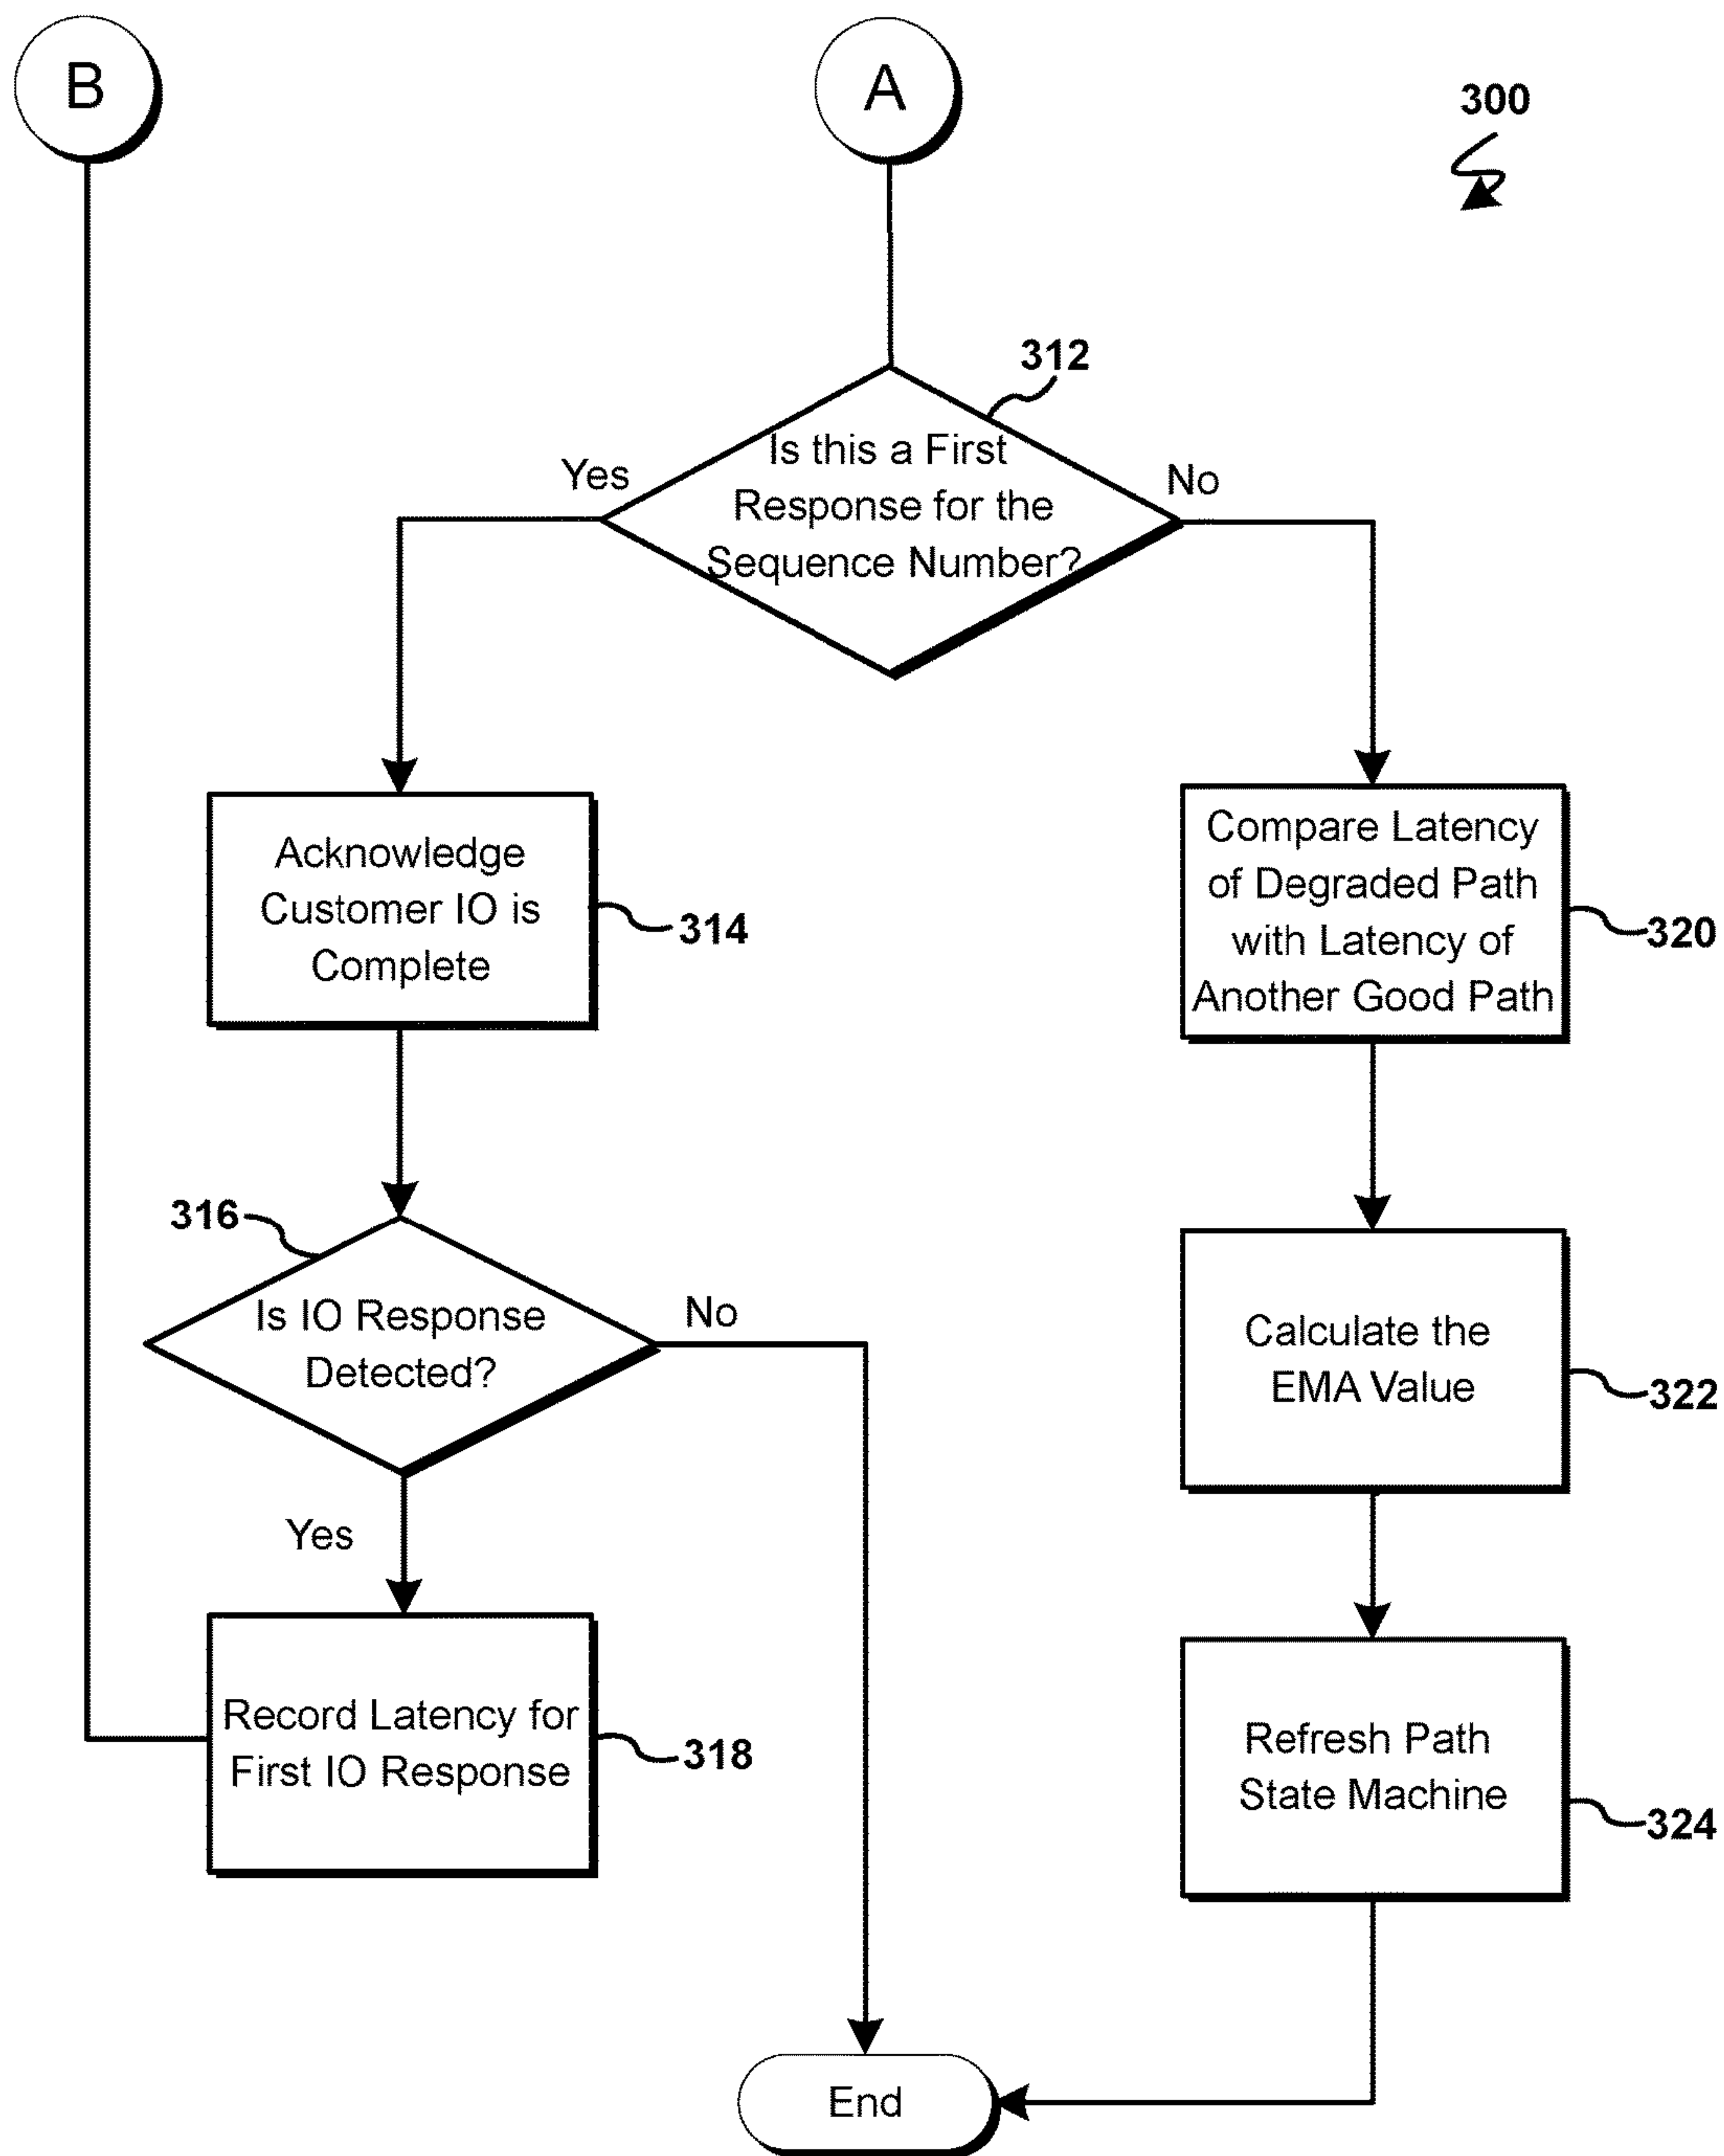 B
A
300
312
Is this a First
Response for the
Sequence Number?
Yes
No
Acknowledge
Customer IO is
Complete
314
Compare Latency
of Degraded Path
with Latency of
Another Good Path
320
316
Is IO Response
Detected?
No
Yes
Calculate the
EMA Value
322
Record Latency for
First IO Response
318
Refresh Path
State Machine
324
End